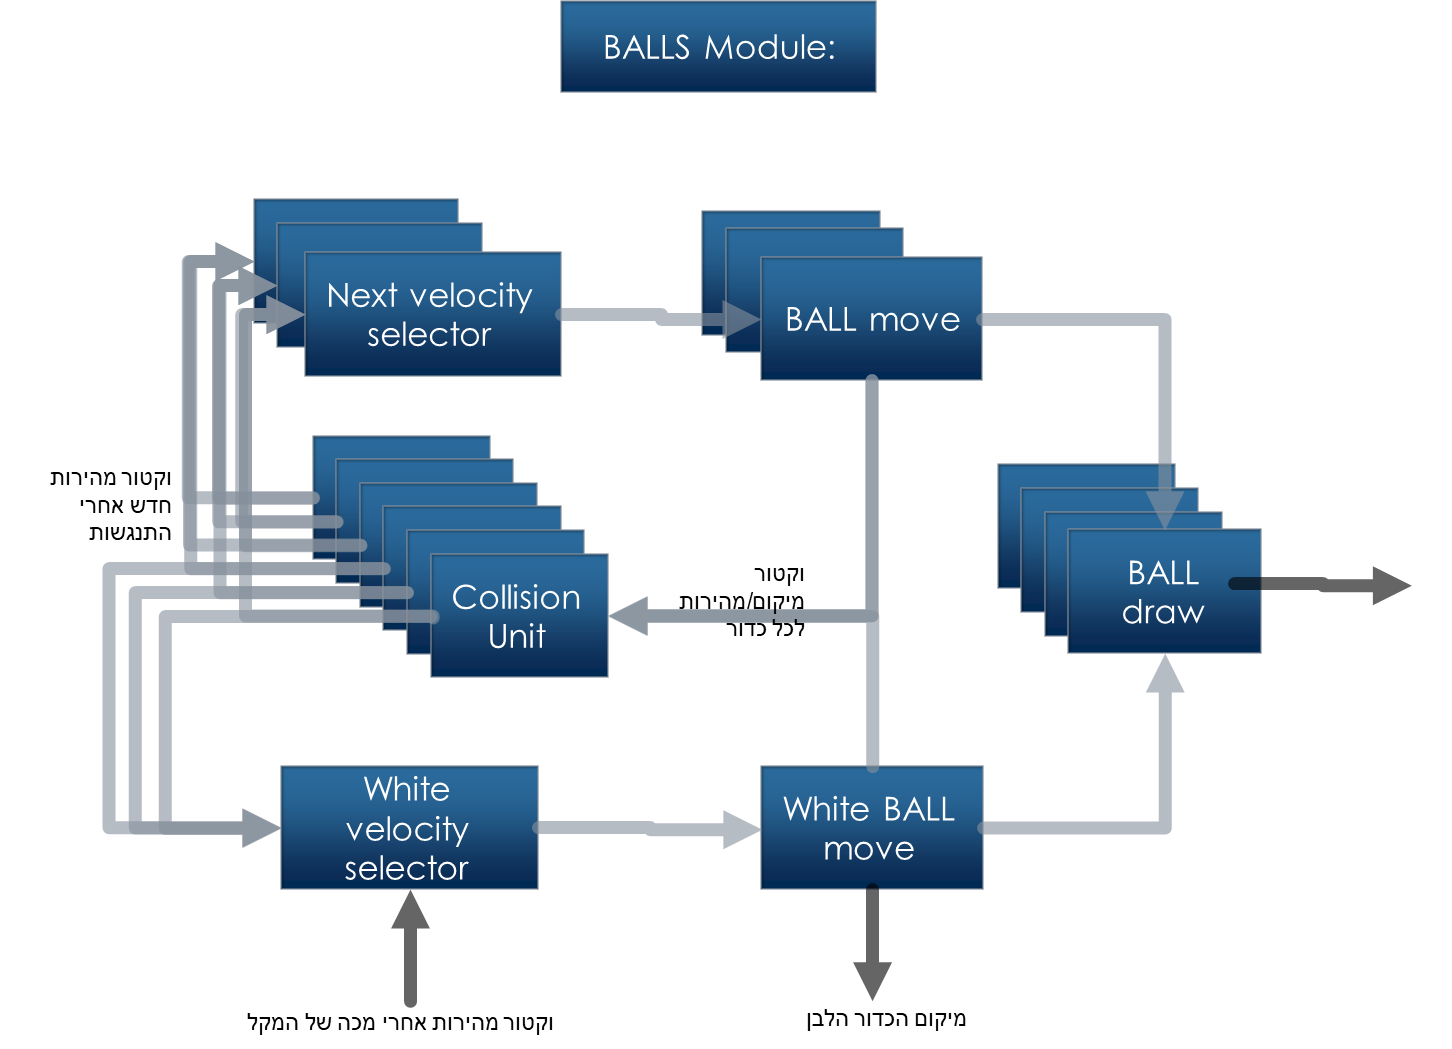 BALLS Module:
Next velocity
selector
BALL move
וקטור מהירות
חדש אחרי
התנגשות
Collision
Unit
וקטור
מיקום/מהירות
לכל כדור
BALL
draw
White
velocity
selector
White BALL
move
וקטור מהירות אחרי מכה של המקל
מיקום הכדור הלבן